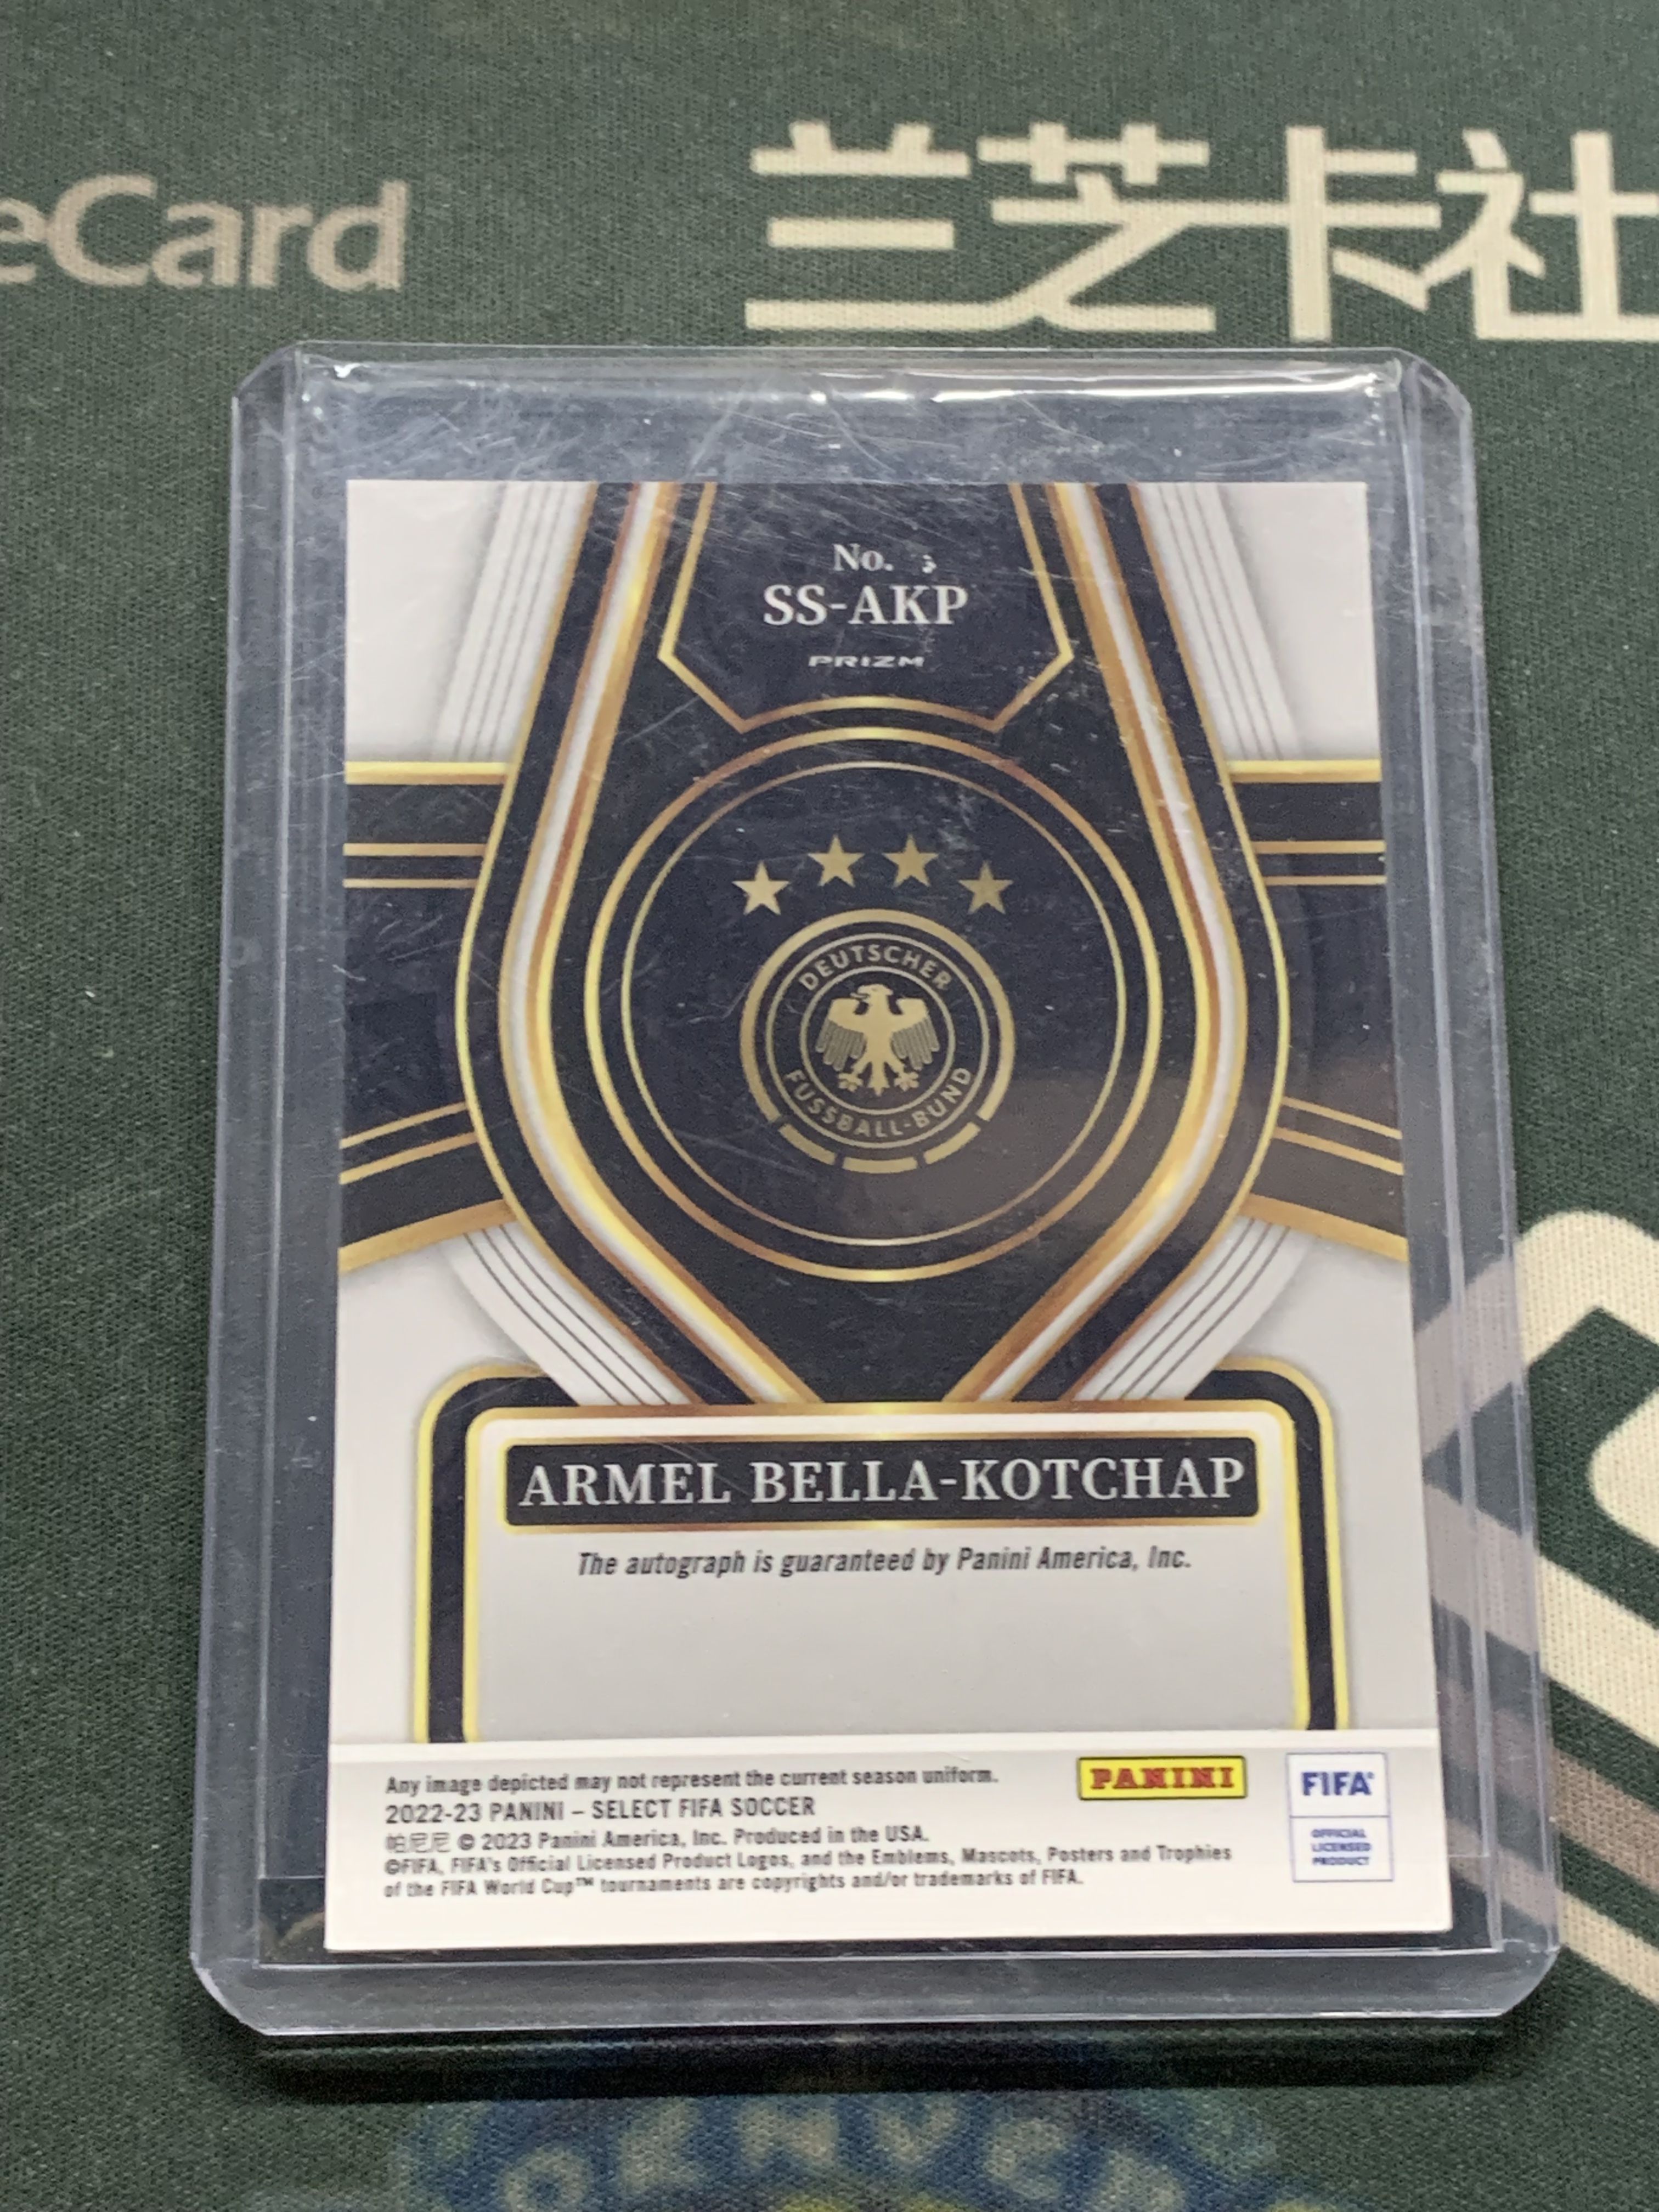 eCard
兰芝卡社
No.
SS-AKP
PRIZM
DEUTSCHER
FUSSBALL-BUND
ARMEL BELLA-KOTCHAP
The autograph is guaranteed by Panini America, Inc.
Any image depicted may not represent the current season uniform.
2022-23 PANINI – SELECT FIFA SOCCER
帕尼尼 © 2023 Panini America, Inc. Produced in the USA.
©FIFA, FIFA's Official Licensed Product Logos, and the Emblems, Mascots, Posters and Trophies
of the FIFA World Cup™ tournaments are copyrights and/or trademarks of FIFA.
PANINI
FIFA®
OFFICIAL
LICENSED
PRODUCT
DENVER